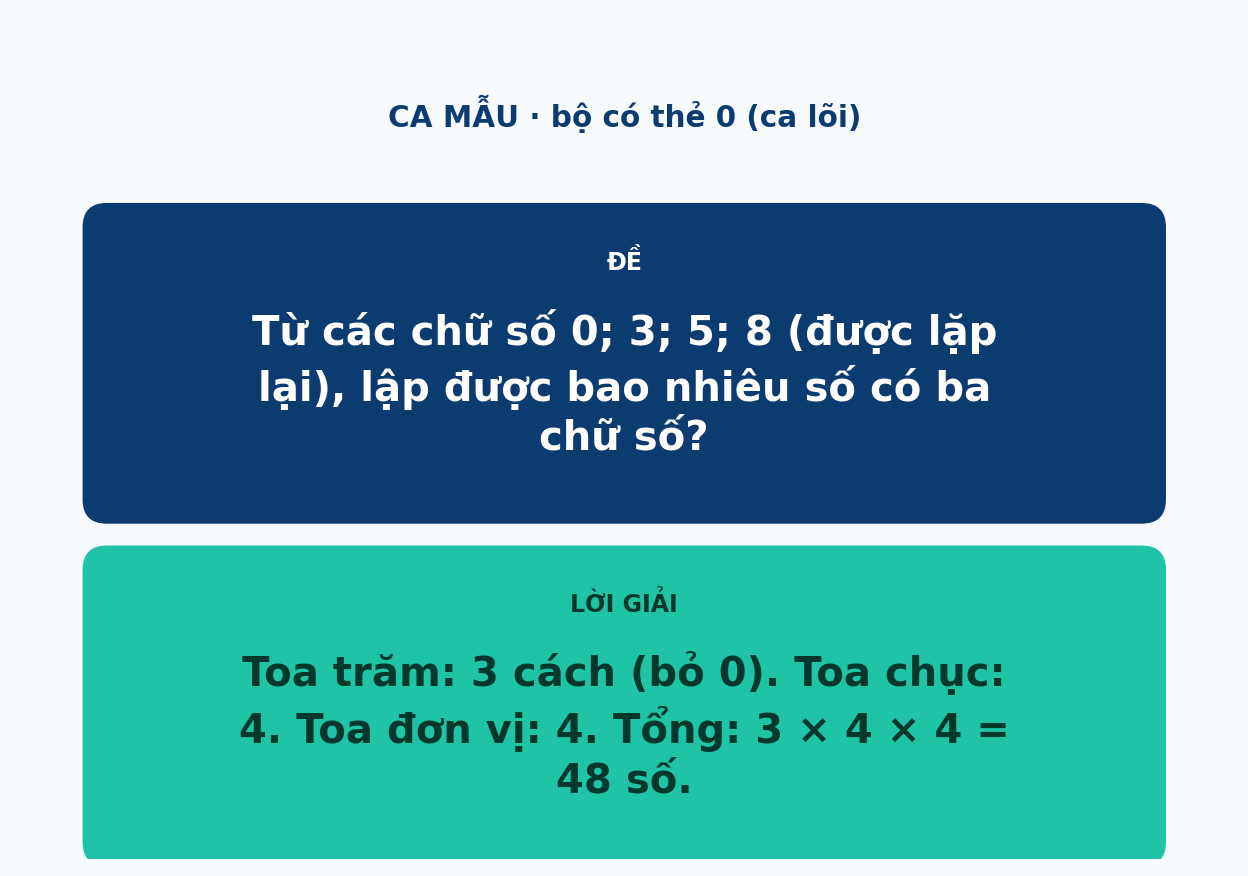 CA MẪU · bộ có thẻ 0 (ca lõi)
ĐỀ
Từ các chữ số 0; 3; 5; 8 (được lặp
lại), lập được bao nhiêu số có ba
chữ số?
LỜI GIẢI
Toa trăm: 3 cách (bỏ 0). Toa chục:
4. Toa đơn vị: 4. Tổng: 3 × 4 × 4 =
48 số.